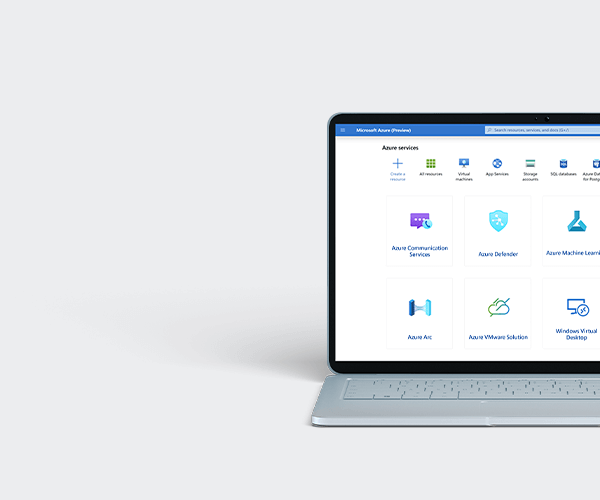 Microsoft Azure (Preview)
Search resources, services, and docs (G+/)
Azure services
Create a
resource
All resources
Virtual
machines
App Services
Storage
accounts
SQL databases
Azure Dat
for Postg
Azure Communication
Services
Azure Defender
Azure Machine Learni
Azure Arc
Azure VMware Solution
Windows Virtual
Desktop